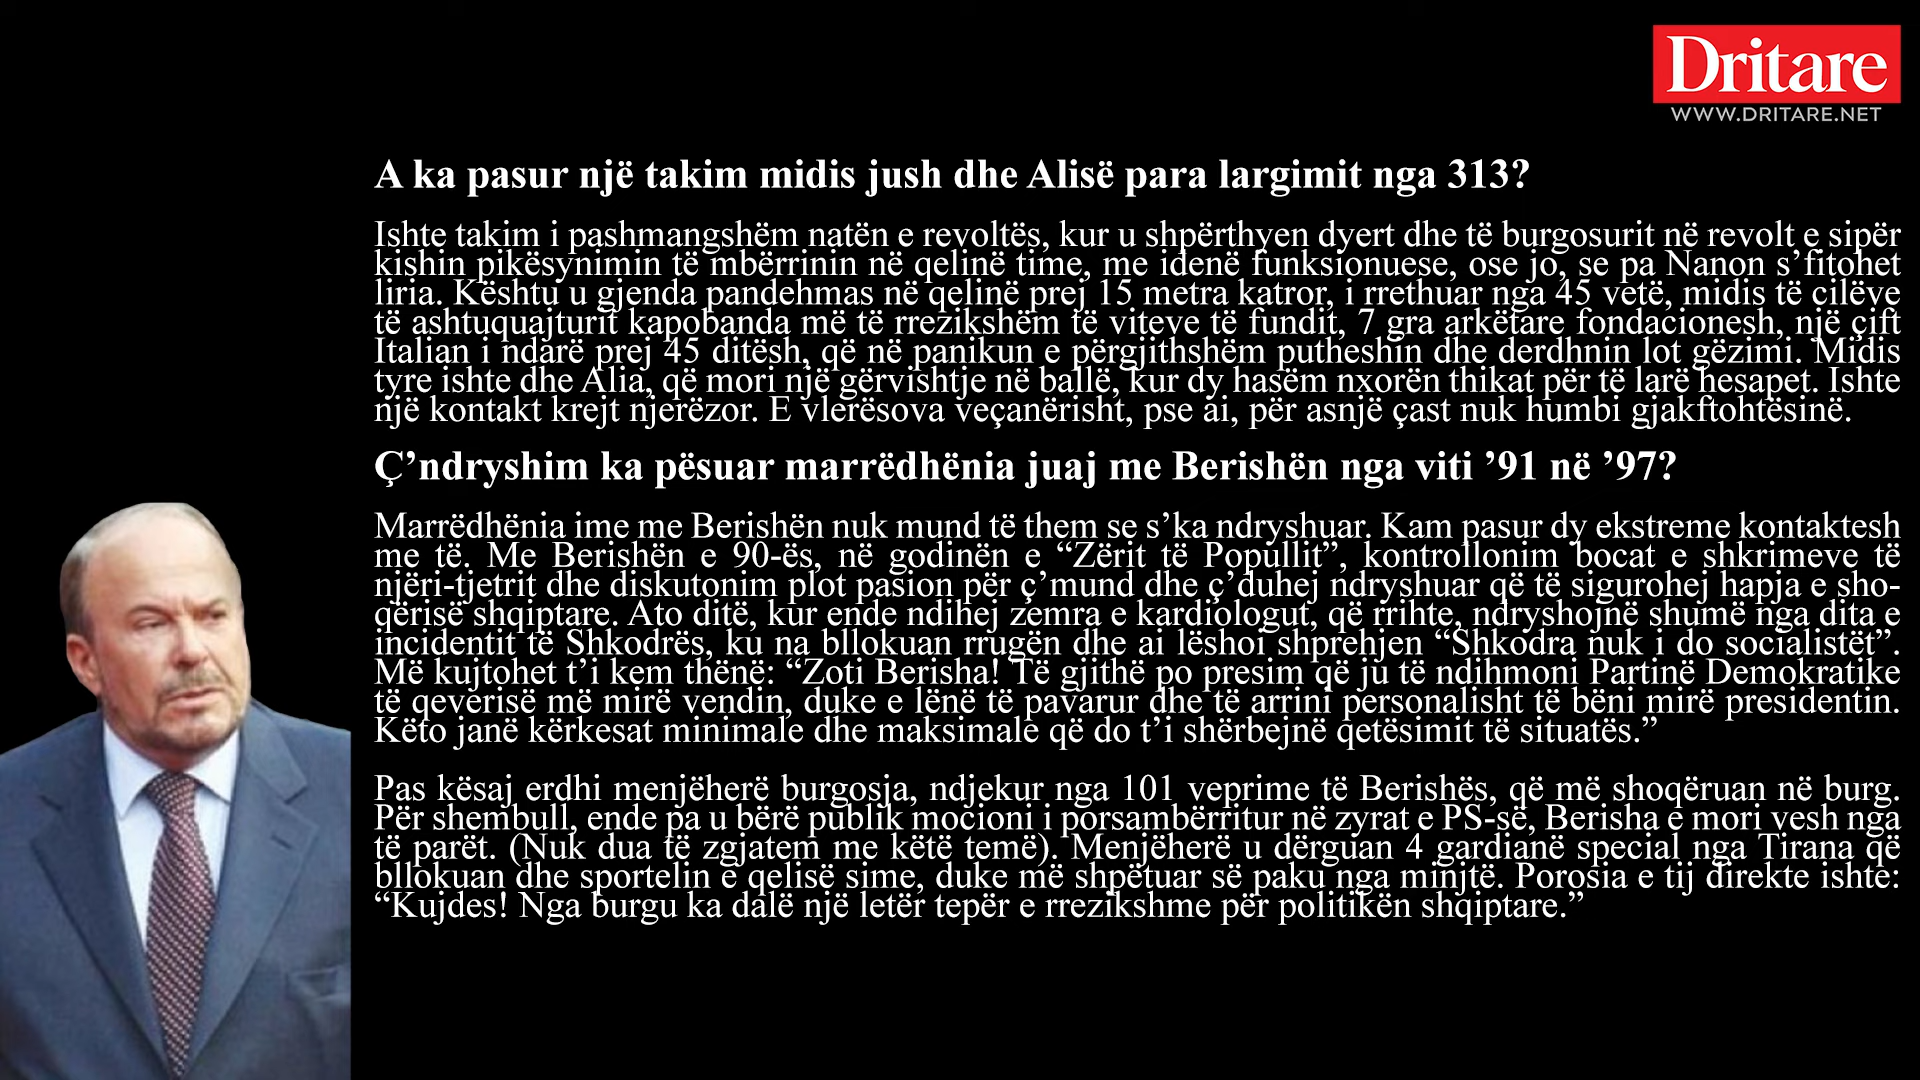 Dritare
WWW.DRITARE.NET
A ka pasur një takim midis jush dhe Alisë para largimit nga 313?
Ishte takim i pashmangshëm natën e revoltës, kur u shpërthyen dyert dhe të burgosurit në revolt e sipër
kishin pikësynimin të mbërrinin në qelinë time, me idenë funksionuese, ose jo, se pa Nanon s’fitohet
liria. Kështu u gjenda pandehmas në qelinë prej 15 metra katror, i rrethuar nga 45 vetë, midis të cilëve
të ashtuquajturit kapobanda më të rrezikshëm të viteve të fundit, 7 gra arkëtare fondacionesh, një çift
Italian i ndarë prej 45 ditësh, që në panikun e përgjithshëm putheshin dhe derdhnin lot gëzimi. Midis
tyre ishte dhe Alia, që mori një gërvishtje në ballë, kur dy hasëm nxorën thikat për të larë hesapet. Ishte
një kontakt krejt njerëzor. E vlerësova veçanërisht, pse ai, për asnjë çast nuk humbi gjakftohtësinë.
Ç’ndryshim ka pësuar marrëdhënia juaj me Berishën nga viti ’91 në ’97?
Marrëdhënia ime me Berishën nuk mund të them se s’ka ndryshuar. Kam pasur dy ekstreme kontaktesh
me të. Me Berishën e 90-ës, në godinën e “Zërit të Popullit”, kontrollonim bocat e shkrimeve të
njëri-tjetrit dhe diskutonim plot pasion për ç’mund dhe ç’duhej ndryshuar që të sigurohej hapja e sho-
qërisë shqiptare. Ato ditë, kur ende ndihej zemra e kardiologut, që rrihte, ndryshojnë shumë nga dita e
incidentit të Shkodrës, ku na bllokuan rrugën dhe ai lëshoi shprehjen “Shkodra nuk i do socialistët”.
Më kujtohet t’i kem thënë: “Zoti Berisha! Të gjithë po presim që ju të ndihmoni Partinë Demokratike
të qeverisë më mirë vendin, duke e lënë të pavarur dhe të arrini personalisht të bëni mirë presidentin.
Këto janë kërkesat minimale dhe maksimale që do t’i shërbejnë qetësimit të situatës.”
Pas kësaj erdhi menjëherë burgosja, ndjekur nga 101 veprime të Berishës, që më shoqëruan në burg.
Për shembull, ende pa u bërë publik mocioni i porsambërritur në zyrat e PS-së, Berisha e mori vesh nga
të parët. (Nuk dua të zgjatem me këtë temë). Menjëherë u dërguan 4 gardianë special nga Tirana që
bllokuan dhe sportelin e qelisë sime, duke më shpëtuar së paku nga minjtë. Porosia e tij direkte ishte:
“Kujdes! Nga burgu ka dalë një letër tepër e rrezikshme për politikën shqiptare.”